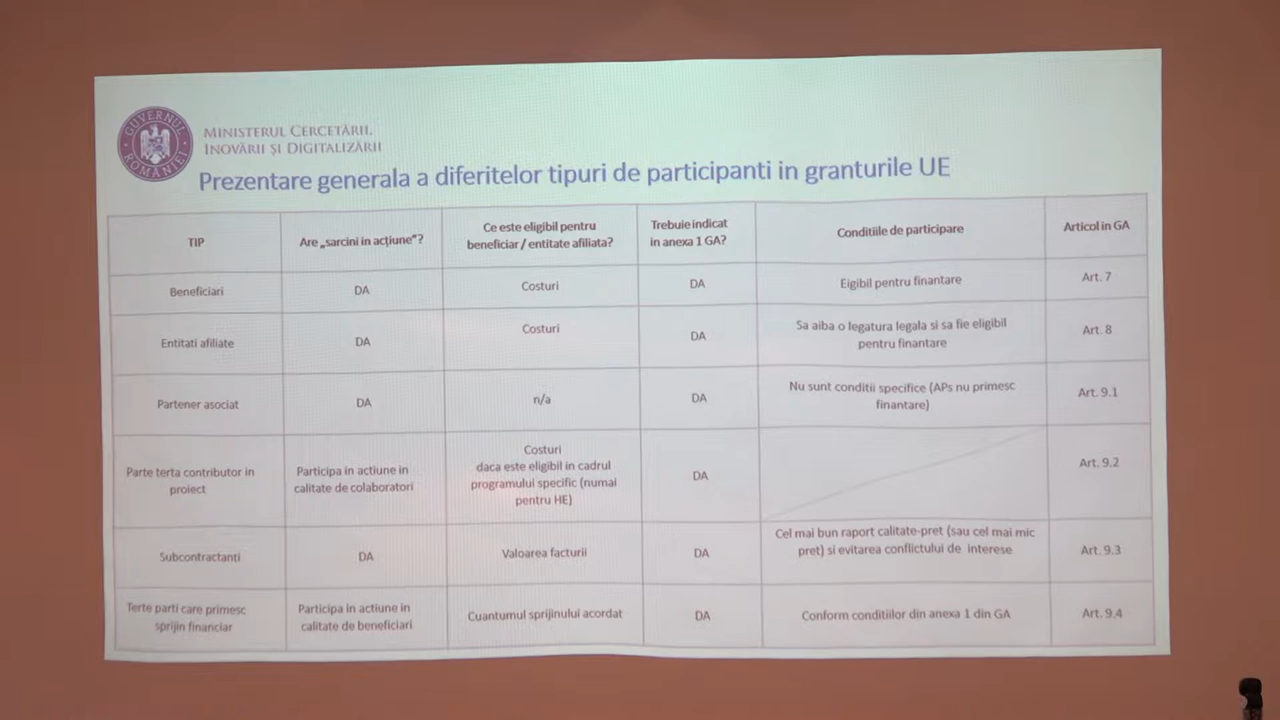 GUVERNUL ROMÂNIEI
MINISTERUL CERCETĂRII,
INOVĂRII ȘI DIGITALIZĂRII
Prezentare generala a diferitelor tipuri de participanti in granturile UE
TIP
Are „sarcini in acțiune”?
Ce este eligibil pentru
beneficiar / entitate afiliata?
Trebuie indicat
in anexa 1 GA?
Conditiile de participare
Articol in GA
Beneficiari
DA
Costuri
DA
Eigibil pentru finantare
Art. 7
Entitati afiliate
DA
Costuri
DA
Sa aiba o legatura legala si sa fie eligibil
pentru finantare
Art. 8
Partener asociat
DA
n/a
DA
Nu sunt conditii specifice (APs nu primesc
finantare)
Art. 9.1
Parte terta contributor in
proiect
Participa in actiune in
calitate de colaboratori
Costuri
daca este eligibil in cadrul
programului specific (numai
pentru HE)
DA
Art. 9.2
Subcontractanti
DA
Valoarea facturii
DA
Cel mai bun raport calitate-pret (sau cel mai mic
pret) si evitarea conflictului de interese
Art. 9.3
Terte parti care primesc
sprijin financiar
Participa in actiune in
calitate de beneficiari
Cuantumul sprijinului acordat
DA
Conform conditiilor din anexa 1 din GA
Art. 9.4